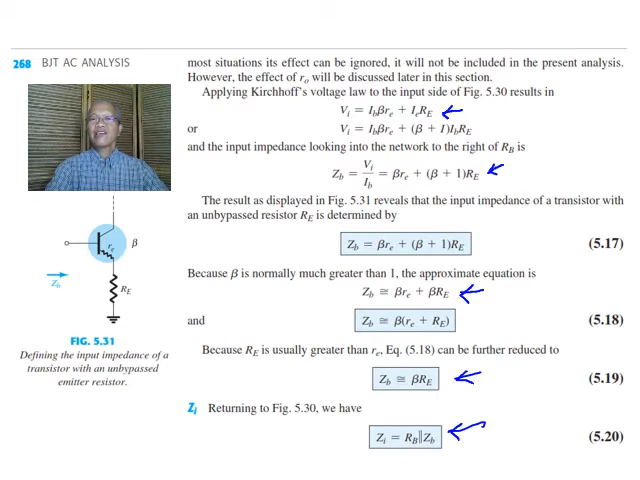 268 BJT AC ANALYSIS
most situations its effect can be ignored, it will not be included in the present analysis.
However, the effect of rₒ will be discussed later in this section.
Applying Kirchhoff's voltage law to the input side of Fig. 5.30 results in
Vᵢ = I_bβr_e + I_eR_E
or
Vᵢ = I_bβr_e + (β + 1)I_bR_E
and the input impedance looking into the network to the right of R_B is
Z_b = Vᵢ/I_b = βr_e + (β + 1)R_E
The result as displayed in Fig. 5.31 reveals that the input impedance of a transistor with
an unbypassed resistor R_E is determined by
Z_b = βr_e + (β + 1)R_E (5.17)
Because β is normally much greater than 1, the approximate equation is
Z_b ≅ βr_e + βR_E
and Z_b ≅ β(r_e + R_E) (5.18)
Because R_E is usually greater than r_e, Eq. (5.18) can be further reduced to
Z_b ≅ βR_E (5.19)
Zᵢ Returning to Fig. 5.30, we have
Zᵢ = R_B‖Z_b (5.20)
r_e
β
Z_b
R_E
FIG. 5.31
Defining the input impedance of a
transistor with an unbypassed
emitter resistor.